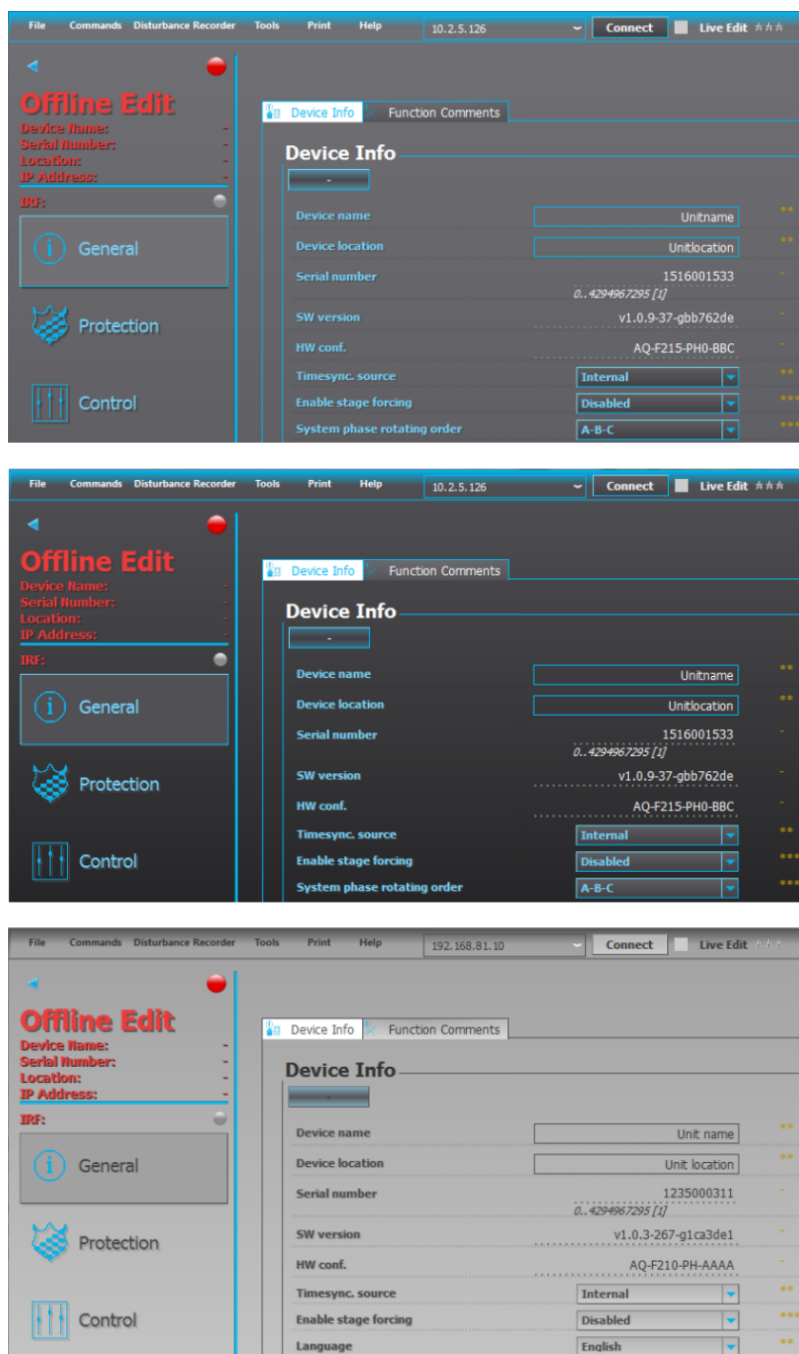 File Commands Disturbance Recorder Tools Print Help 10.2.5.126 Connect Live Edit
Offline Edit
Device Name: -
Serial Number: -
Location: -
IP Address: -
IRF:
General
Protection
Control
Device Info Function Comments
Device Info
-
Device name Unitname **
Device location Unitlocation **
Serial number 1516001533 -
0..4294967295 [1]
SW version v1.0.9-37-gbb762de -
HW conf. AQ-F215-PH0-BBC -
Timesync. source Internal **
Enable stage forcing Disabled ***
System phase rotating order A-B-C ***
File Commands Disturbance Recorder Tools Print Help 10.2.5.126 Connect Live Edit
Offline Edit
Device Name: -
Serial Number: -
Location: -
IP Address: -
IRF:
General
Protection
Control
Device Info Function Comments
Device Info
-
Device name Unitname **
Device location Unitlocation **
Serial number 1516001533 -
0..4294967295 [1]
SW version v1.0.9-37-gbb762de -
HW conf. AQ-F215-PH0-BBC -
Timesync. source Internal **
Enable stage forcing Disabled ***
System phase rotating order A-B-C ***
File Commands Disturbance Recorder Tools Print Help 192.168.81.10 Connect Live Edit
Offline Edit
Device Name: -
Serial Number: -
Location: -
IP Address: -
IRF:
General
Protection
Control
Device Info Function Comments
Device Info
-
Device name Unit name **
Device location Unit location **
Serial number 1235000311 -
0..4294967295 [1]
SW version v1.0.3-267-g1ca3de1 -
HW conf. AQ-F210-PH-AAAA -
Timesync. source Internal **
Enable stage forcing Disabled ***
Language English **